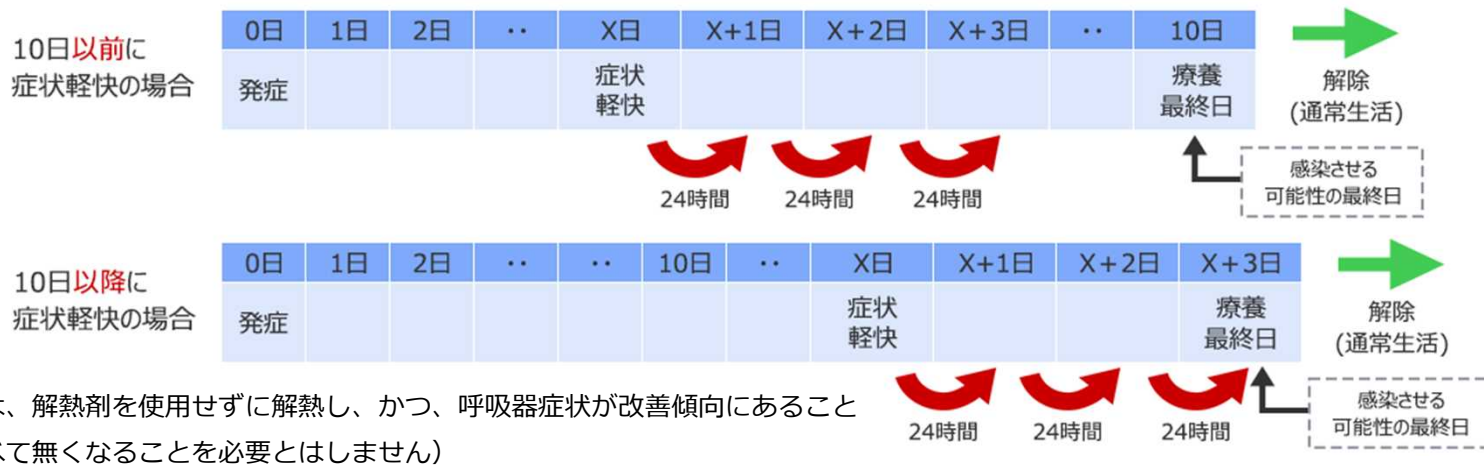 10日以前に
症状軽快の場合
0日 1日 2日 ‥ X日 X+1日 X+2日 X+3日 ‥ 10日
発症 症状軽快 療養最終日
解除
(通常生活)
24時間 24時間 24時間
感染させる
可能性の最終日
10日以降に
症状軽快の場合
0日 1日 2日 ‥ ‥ 10日 ‥ X日 X+1日 X+2日 X+3日
発症 症状軽快 療養最終日
解除
(通常生活)
24時間 24時間 24時間
感染させる
可能性の最終日
、解熱剤を使用せずに解熱し、かつ、呼吸器症状が改善傾向にあること
て無くなることを必要とはしません）